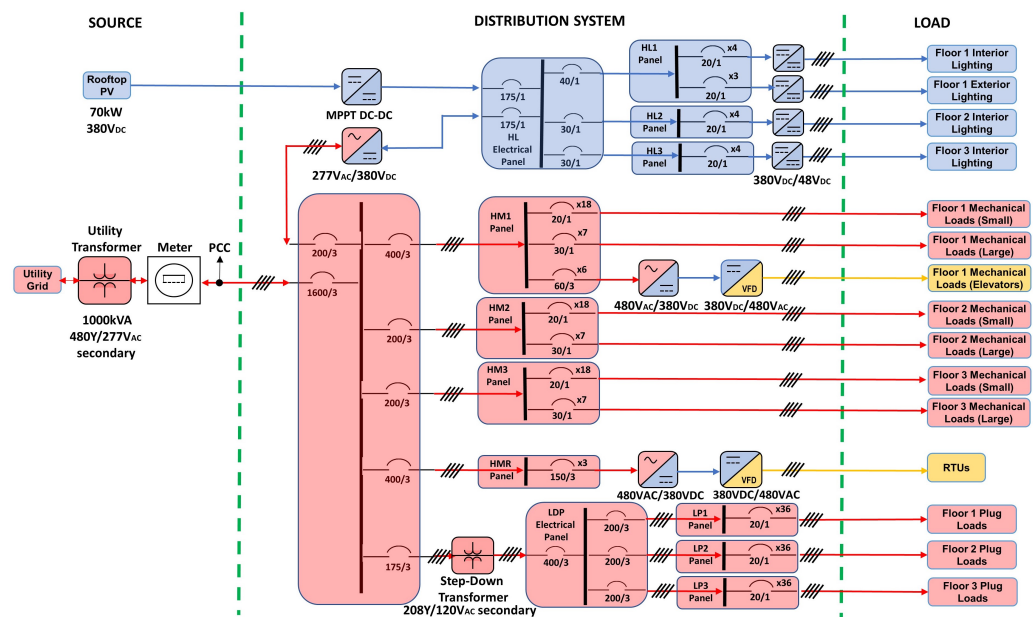 SOURCE
DISTRIBUTION SYSTEM
LOAD
Rooftop
PV
70kW
380VDC
MPPT DC-DC
277VAC/380VDC
175/1
175/1
HL
Electrical
Panel
40/1
30/1
30/1
HL1
Panel
x4
20/1
x3
20/1
HL2
Panel
x4
20/1
HL3
Panel
x4
20/1
380VDC/48VDC
Floor 1 Interior
Lighting
Floor 1 Exterior
Lighting
Floor 2 Interior
Lighting
Floor 3 Interior
Lighting
Utility
Grid
Utility
Transformer
1000kVA
480Y/277VAC
secondary
Meter
PCC
200/3
1600/3
400/3
200/3
200/3
400/3
175/3
HM1
Panel
x18
20/1
x7
30/1
x6
60/3
480VAC/380VDC
VFD
380VDC/480VAC
Floor 1 Mechanical
Loads (Small)
Floor 1 Mechanical
Loads (Large)
Floor 1 Mechanical
Loads (Elevators)
HM2
Panel
x18
20/1
x7
30/1
Floor 2 Mechanical
Loads (Small)
Floor 2 Mechanical
Loads (Large)
HM3
Panel
x18
20/1
x7
30/1
Floor 3 Mechanical
Loads (Small)
Floor 3 Mechanical
Loads (Large)
HMR
Panel
x3
150/3
480VAC/380VDC
VFD
380VDC/480VAC
RTUs
Step-Down
Transformer
208Y/120VAC secondary
LDP
Electrical
Panel
400/3
200/3
200/3
200/3
LP1
Panel
x36
20/1
LP2
Panel
x36
20/1
LP3
Panel
x36
20/1
Floor 1 Plug
Loads
Floor 2 Plug
Loads
Floor 3 Plug
Loads